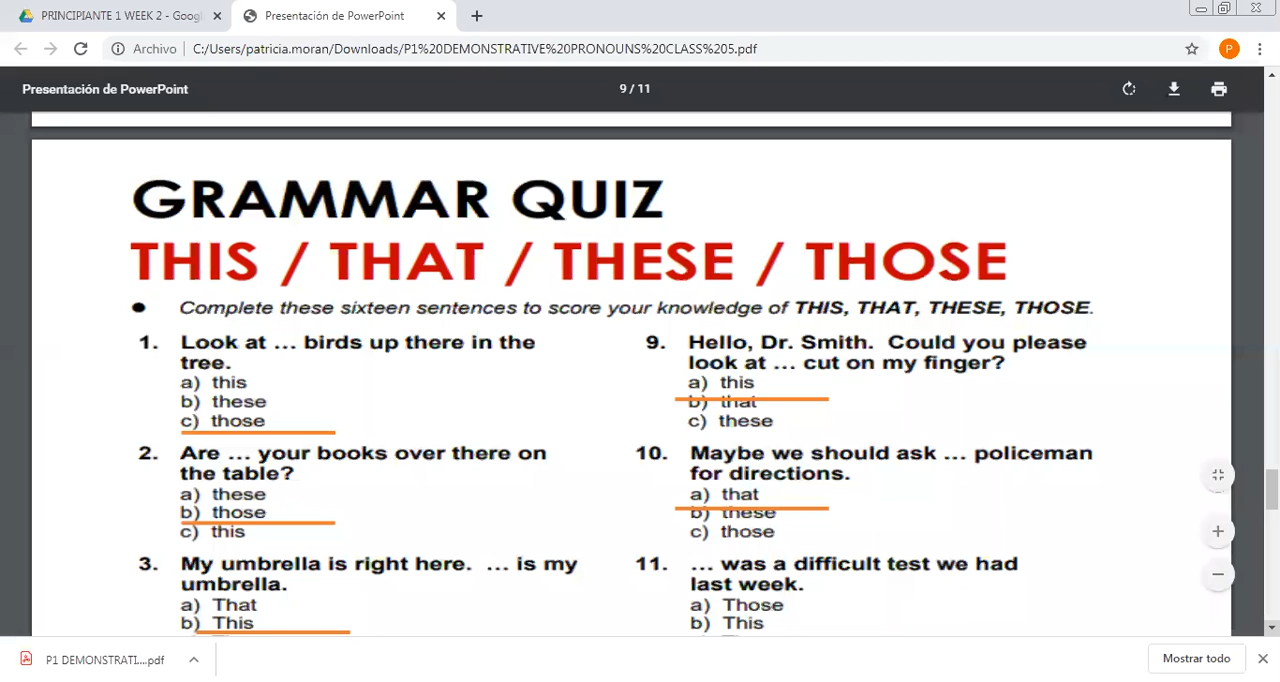 PRINCIPIANTE 1 WEEK 2 - Googl
Presentación de PowerPoint
Archivo
C:/Users/patricia.moran/Downloads/P1%20DEMONSTRATIVE%20PRONOUNS%20CLASS%205.pdf
P
Presentación de PowerPoint
9 / 11
GRAMMAR QUIZ
THIS / THAT / THESE / THOSE
● Complete these sixteen sentences to score your knowledge of THIS, THAT, THESE, THOSE.
1. Look at ... birds up there in the
tree.
a) this
b) these
c) those
2. Are ... your books over there on
the table?
a) these
b) those
c) this
3. My umbrella is right here. ... is my
umbrella.
a) That
b) This
9. Hello, Dr. Smith. Could you please
look at ... cut on my finger?
a) this
b) that
c) these
10. Maybe we should ask ... policeman
for directions.
a) that
b) these
c) those
11. ... was a difficult test we had
last week.
a) Those
b) This
P1 DEMONSTRATI....pdf
Mostrar todo